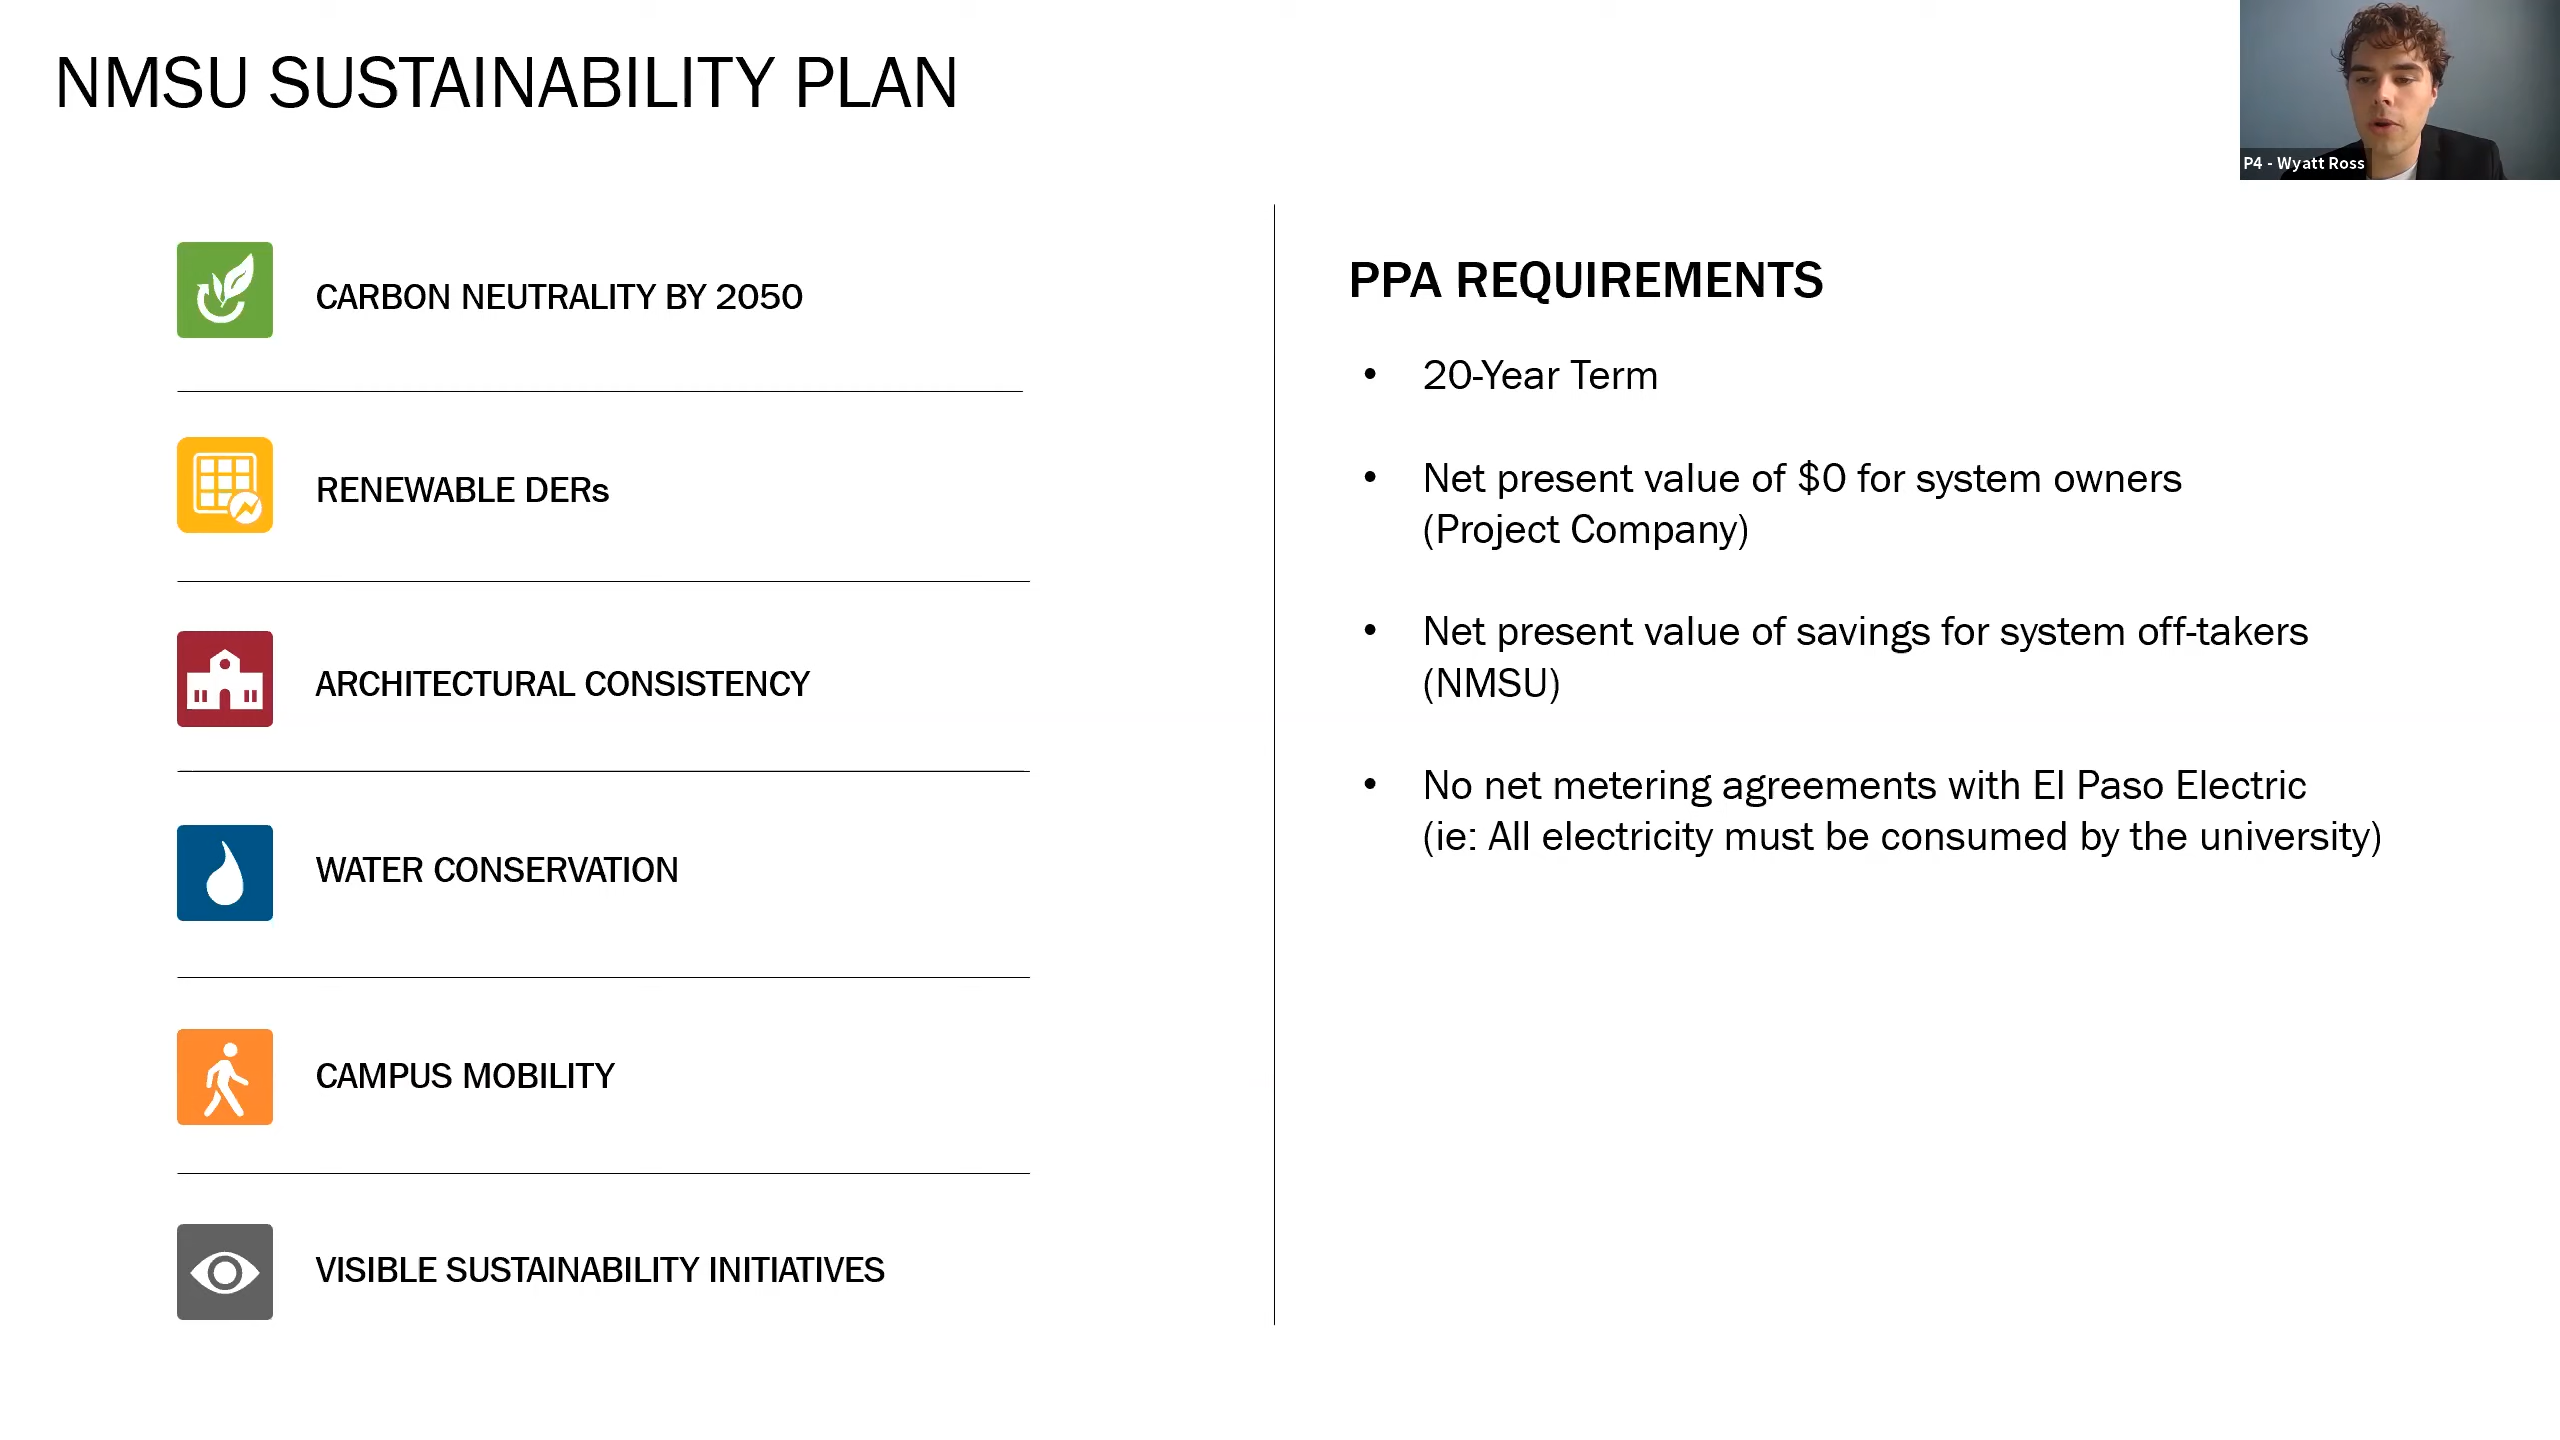 NMSU SUSTAINABILITY PLAN
P4 - Wyatt Ross
CARBON NEUTRALITY BY 2050
RENEWABLE DERs
ARCHITECTURAL CONSISTENCY
WATER CONSERVATION
CAMPUS MOBILITY
VISIBLE SUSTAINABILITY INITIATIVES
PPA REQUIREMENTS
• 20-Year Term
• Net present value of $0 for system owners
(Project Company)
• Net present value of savings for system off-takers
(NMSU)
• No net metering agreements with El Paso Electric
(ie: All electricity must be consumed by the university)